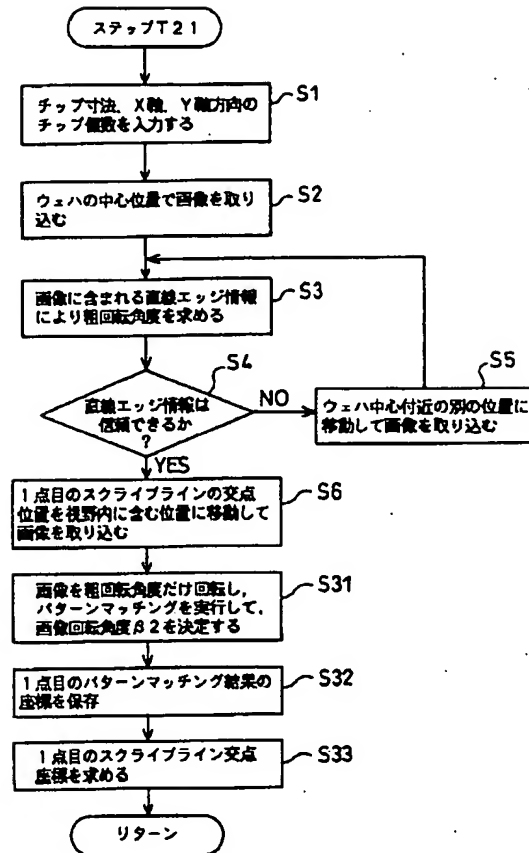 ステップT21
チップ寸法、X軸、Y軸方向の
チップ個数を入力する
S1
ウェハの中心位置で画像を取り
込む
S2
画像に含まれる直線エッジ情報
により粗回転角度を求める
S3
直線エッジ情報は
信頼できるか
?
S4
NO
YES
ウェハ中心付近の別の位置に
移動して画像を取り込む
S5
1点目のスクライブラインの交点
位置を視野内に含む位置に移動して
画像を取り込む
S6
画像を粗回転角度だけ回転し,
パターンマッチングを実行して,
画像回転角度β2を決定する
S31
1点目のパターンマッチング結果の
座標を保存
S32
1点目のスクライブライン交点
座標を求める
S33
リターン